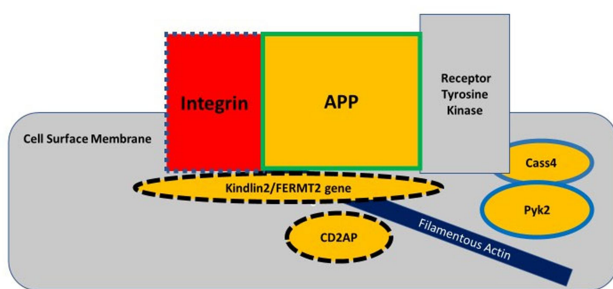 Integrin
APP
Receptor
Tyrosine
Kinase
Cell Surface Membrane
Cass4
Kindlin2/FERMT2 gene
Pyk2
CD2AP
Filamentous Actin